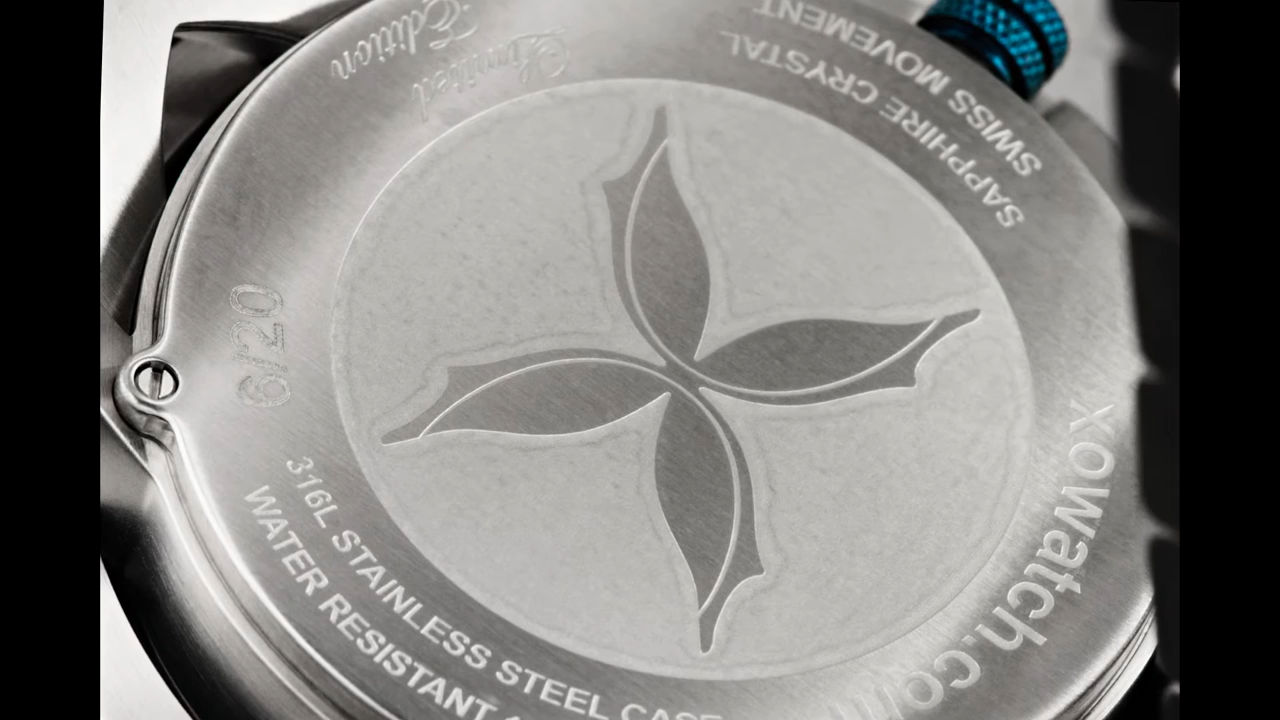 Limited
Edition
SWISS MOVEMENT
SAPPHIRE CRYSTAL
6/20
316L STAINLESS STEEL CASE
WATER RESISTANT
xowatch.com